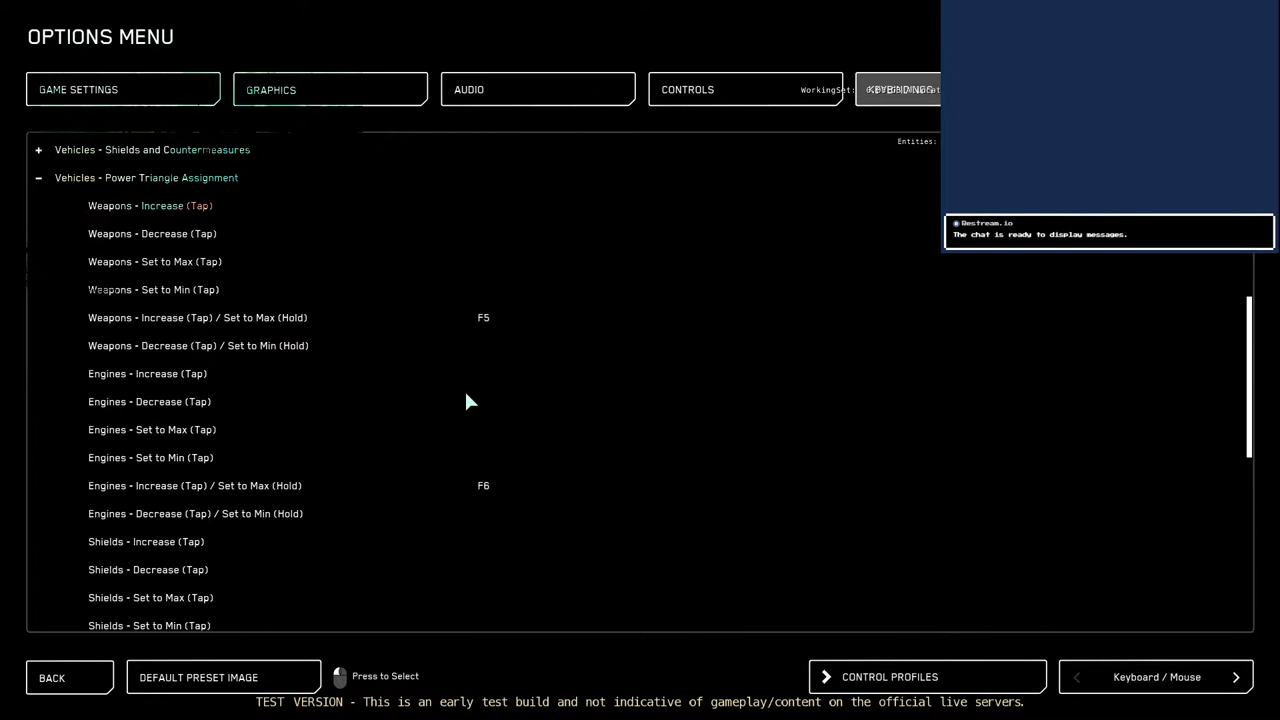 OPTIONS MENU
GAME SETTINGS
GRAPHICS
AUDIO
CONTROLS
WorkingSet:
KEYBINDINGS
Entities:
+ Vehicles - Shields and Countermeasures
- Vehicles - Power Triangle Assignment
Weapons - Increase (Tap)
Weapons - Decrease (Tap)
Weapons - Set to Max (Tap)
Weapons - Set to Min (Tap)
Weapons - Increase (Tap) / Set to Max (Hold) F5
Weapons - Decrease (Tap) / Set to Min (Hold)
Engines - Increase (Tap)
Engines - Decrease (Tap)
Engines - Set to Max (Tap)
Engines - Set to Min (Tap)
Engines - Increase (Tap) / Set to Max (Hold) F6
Engines - Decrease (Tap) / Set to Min (Hold)
Shields - Increase (Tap)
Shields - Decrease (Tap)
Shields - Set to Max (Tap)
Shields - Set to Min (Tap)
Restream.io
The chat is ready to display messages.
BACK
DEFAULT PRESET IMAGE
Press to Select
CONTROL PROFILES
Keyboard / Mouse
TEST VERSION - This is an early test build and not indicative of gameplay/content on the official live servers.